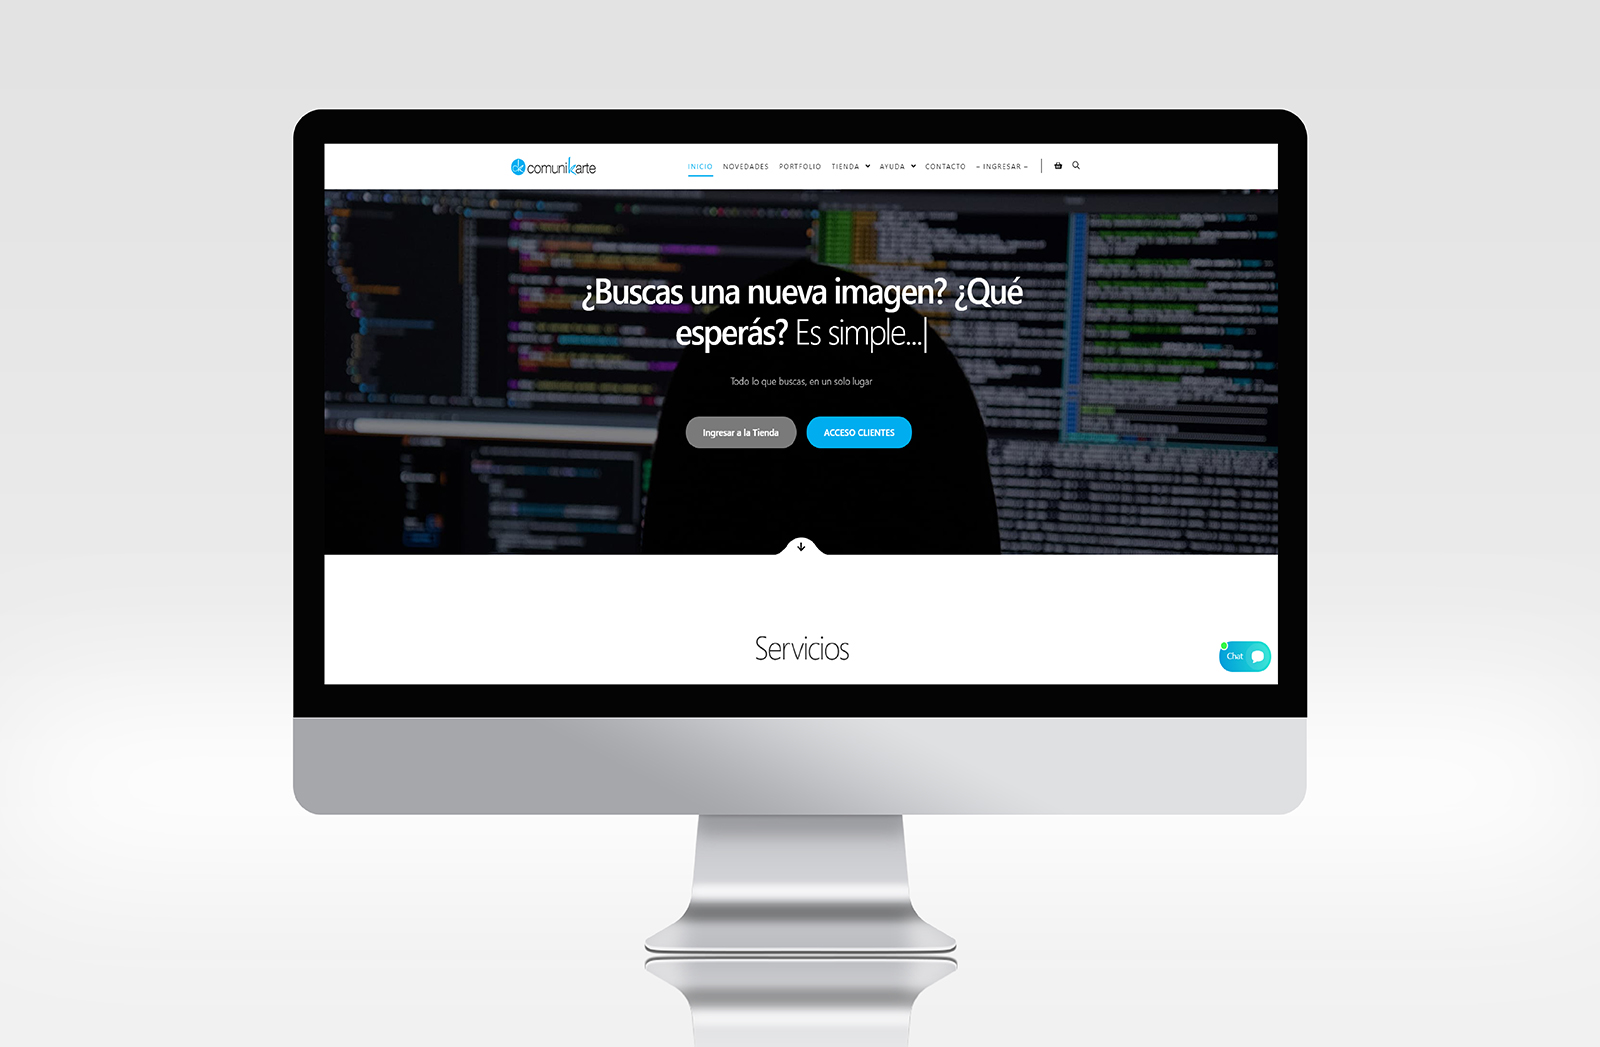 ck comunikarte
INICIO NOVEDADES PORTFOLIO TIENDA AYUDA CONTACTO – INGRESAR –
¿Buscas una nueva imagen? ¿Qué
esperás? Es simple...|
Todo lo que buscas, en un solo lugar
Ingresar a la Tienda ACCESO CLIENTES
Servicios
Chat